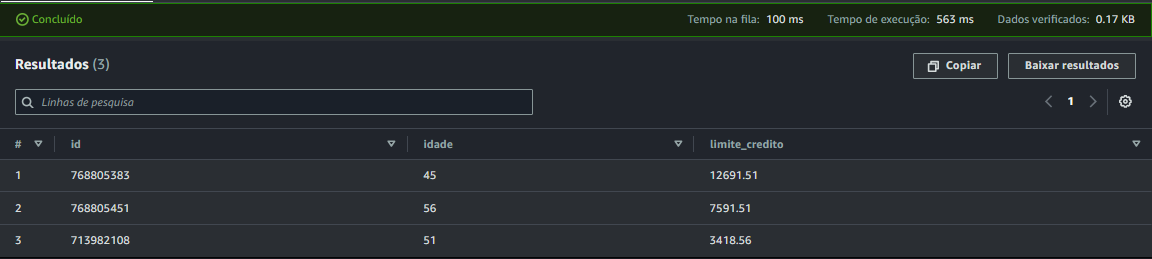 Concluído Tempo na fila: 100 ms Tempo de execução: 563 ms Dados verificados: 0.17 KB
Resultados (3) Copiar Baixar resultados
Linhas de pesquisa 1
# id idade limite_credito
1 768805383 45 12691.51
2 768805451 56 7591.51
3 713982108 51 3418.56